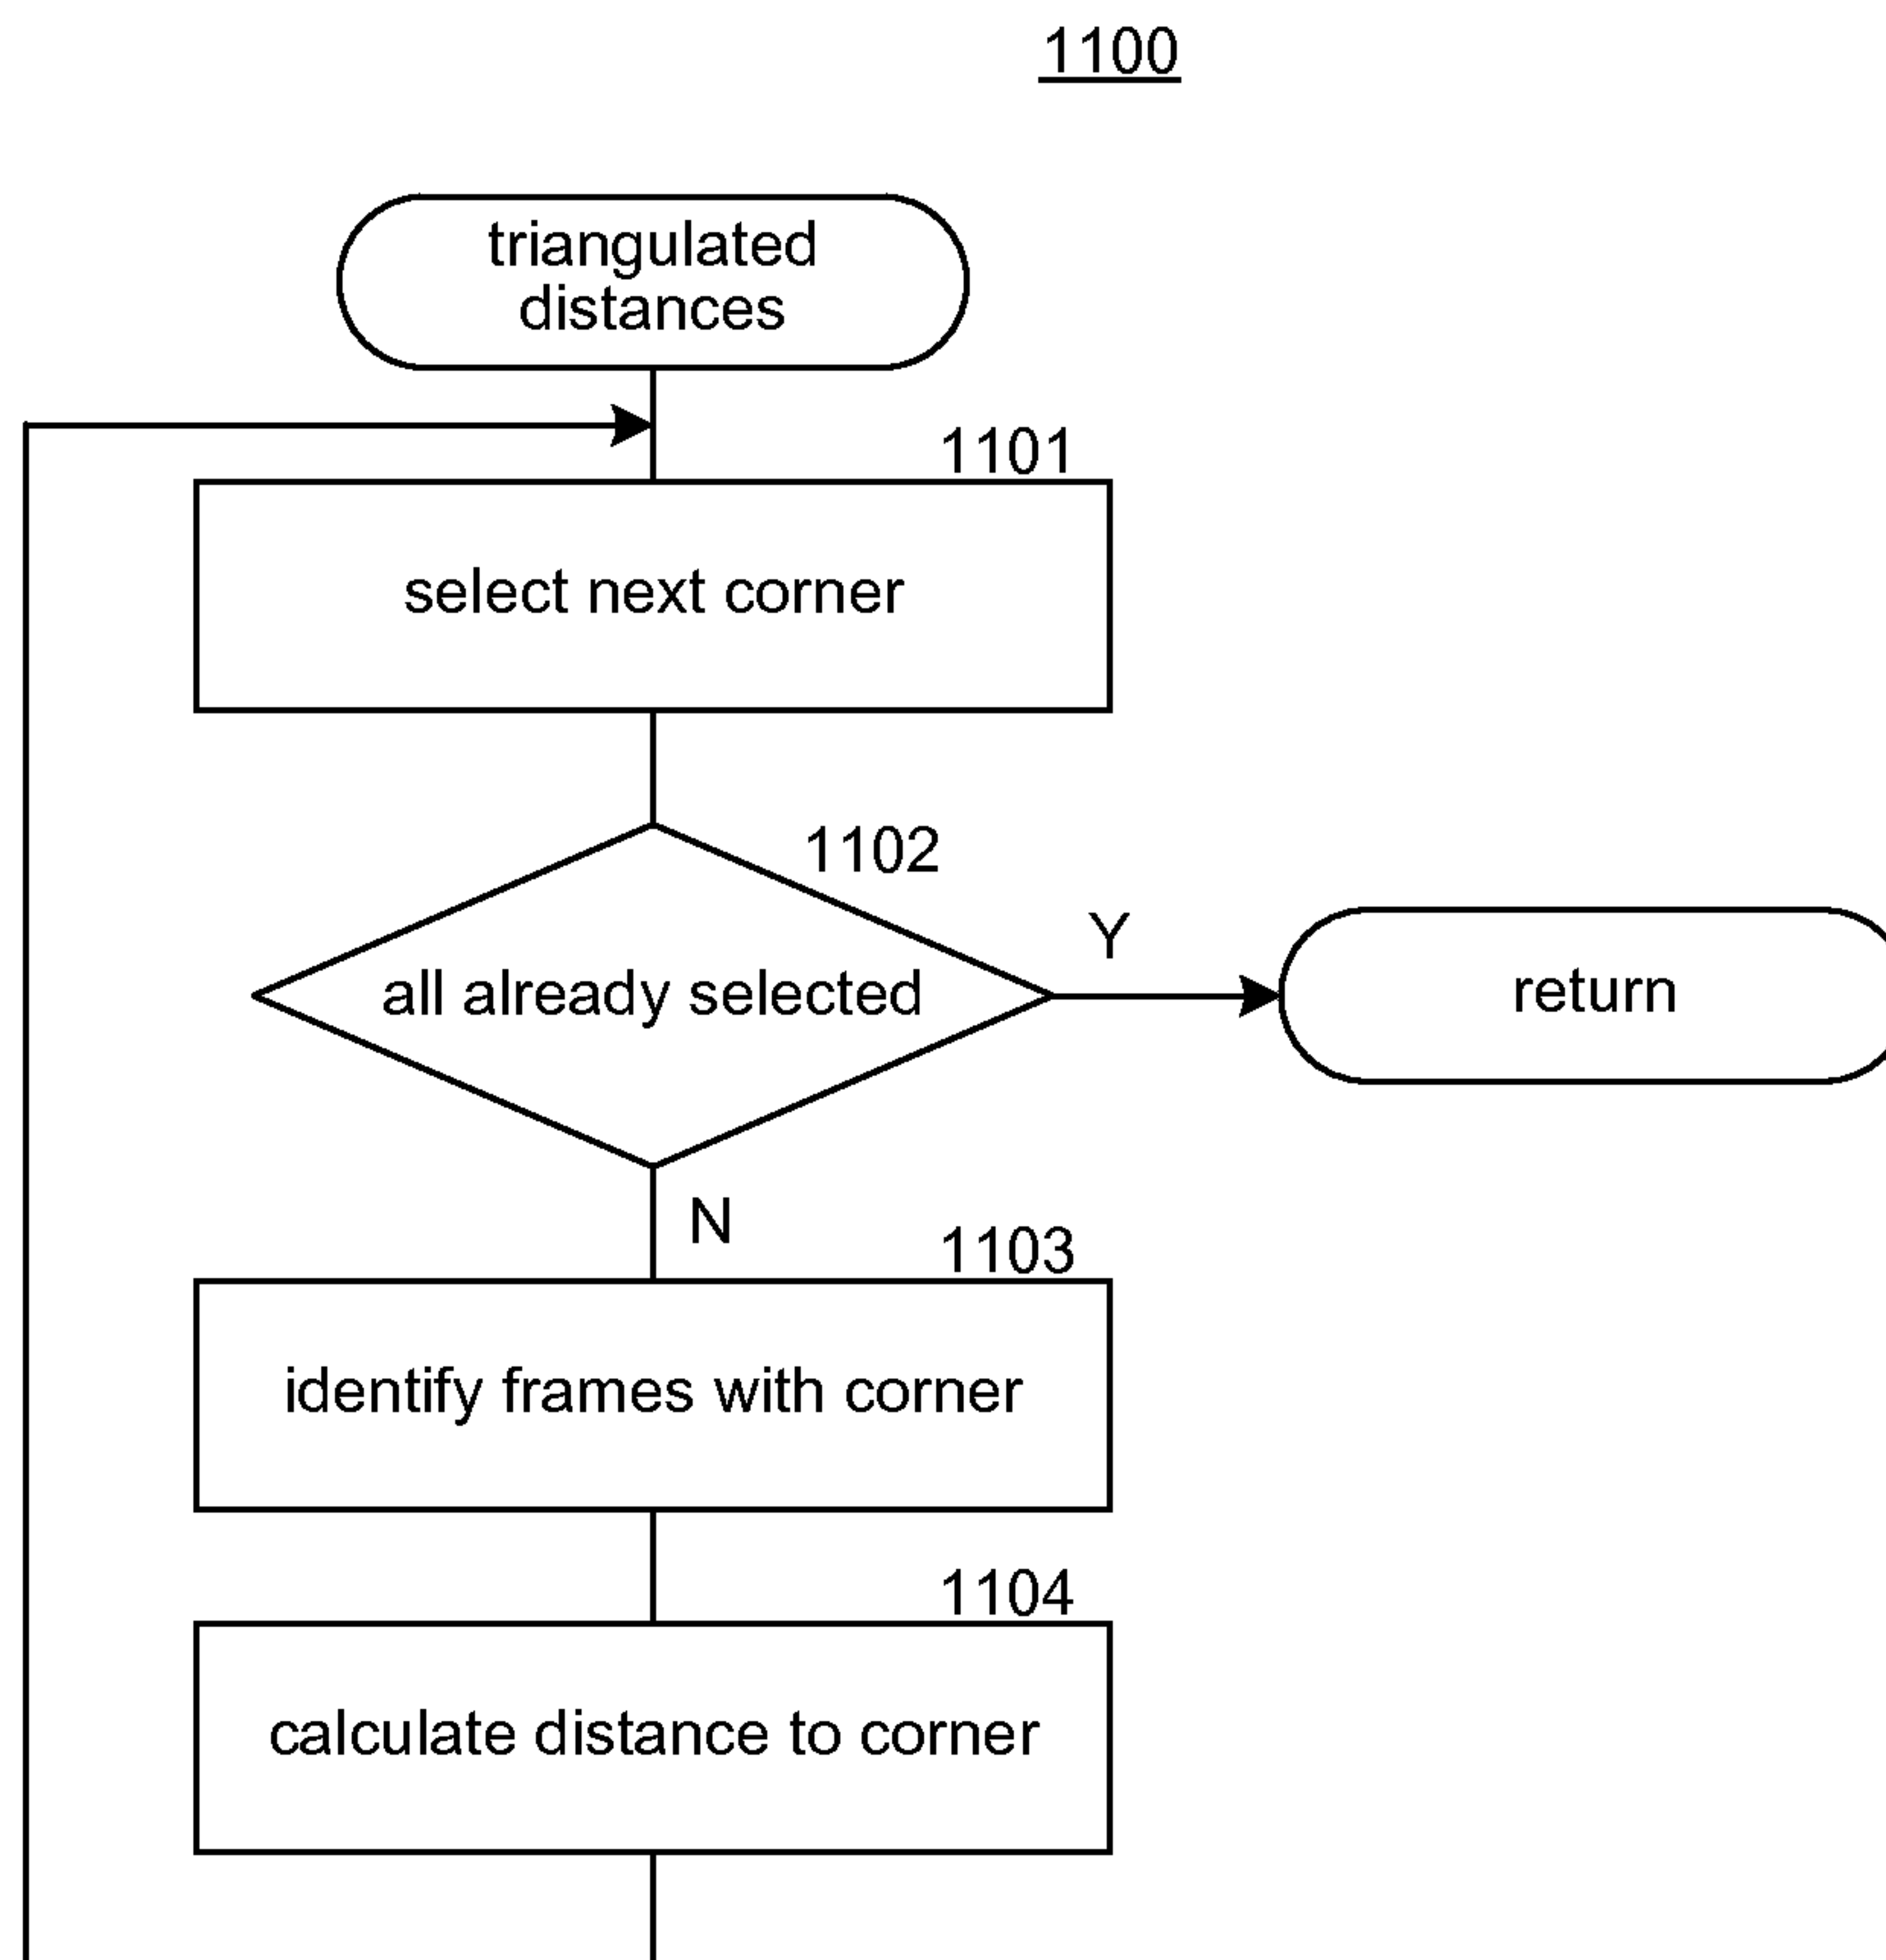 1100
triangulated
distances
1101
select next corner
1102
all already selected
Y
return
N
1103
identify frames with corner
1104
calculate distance to corner